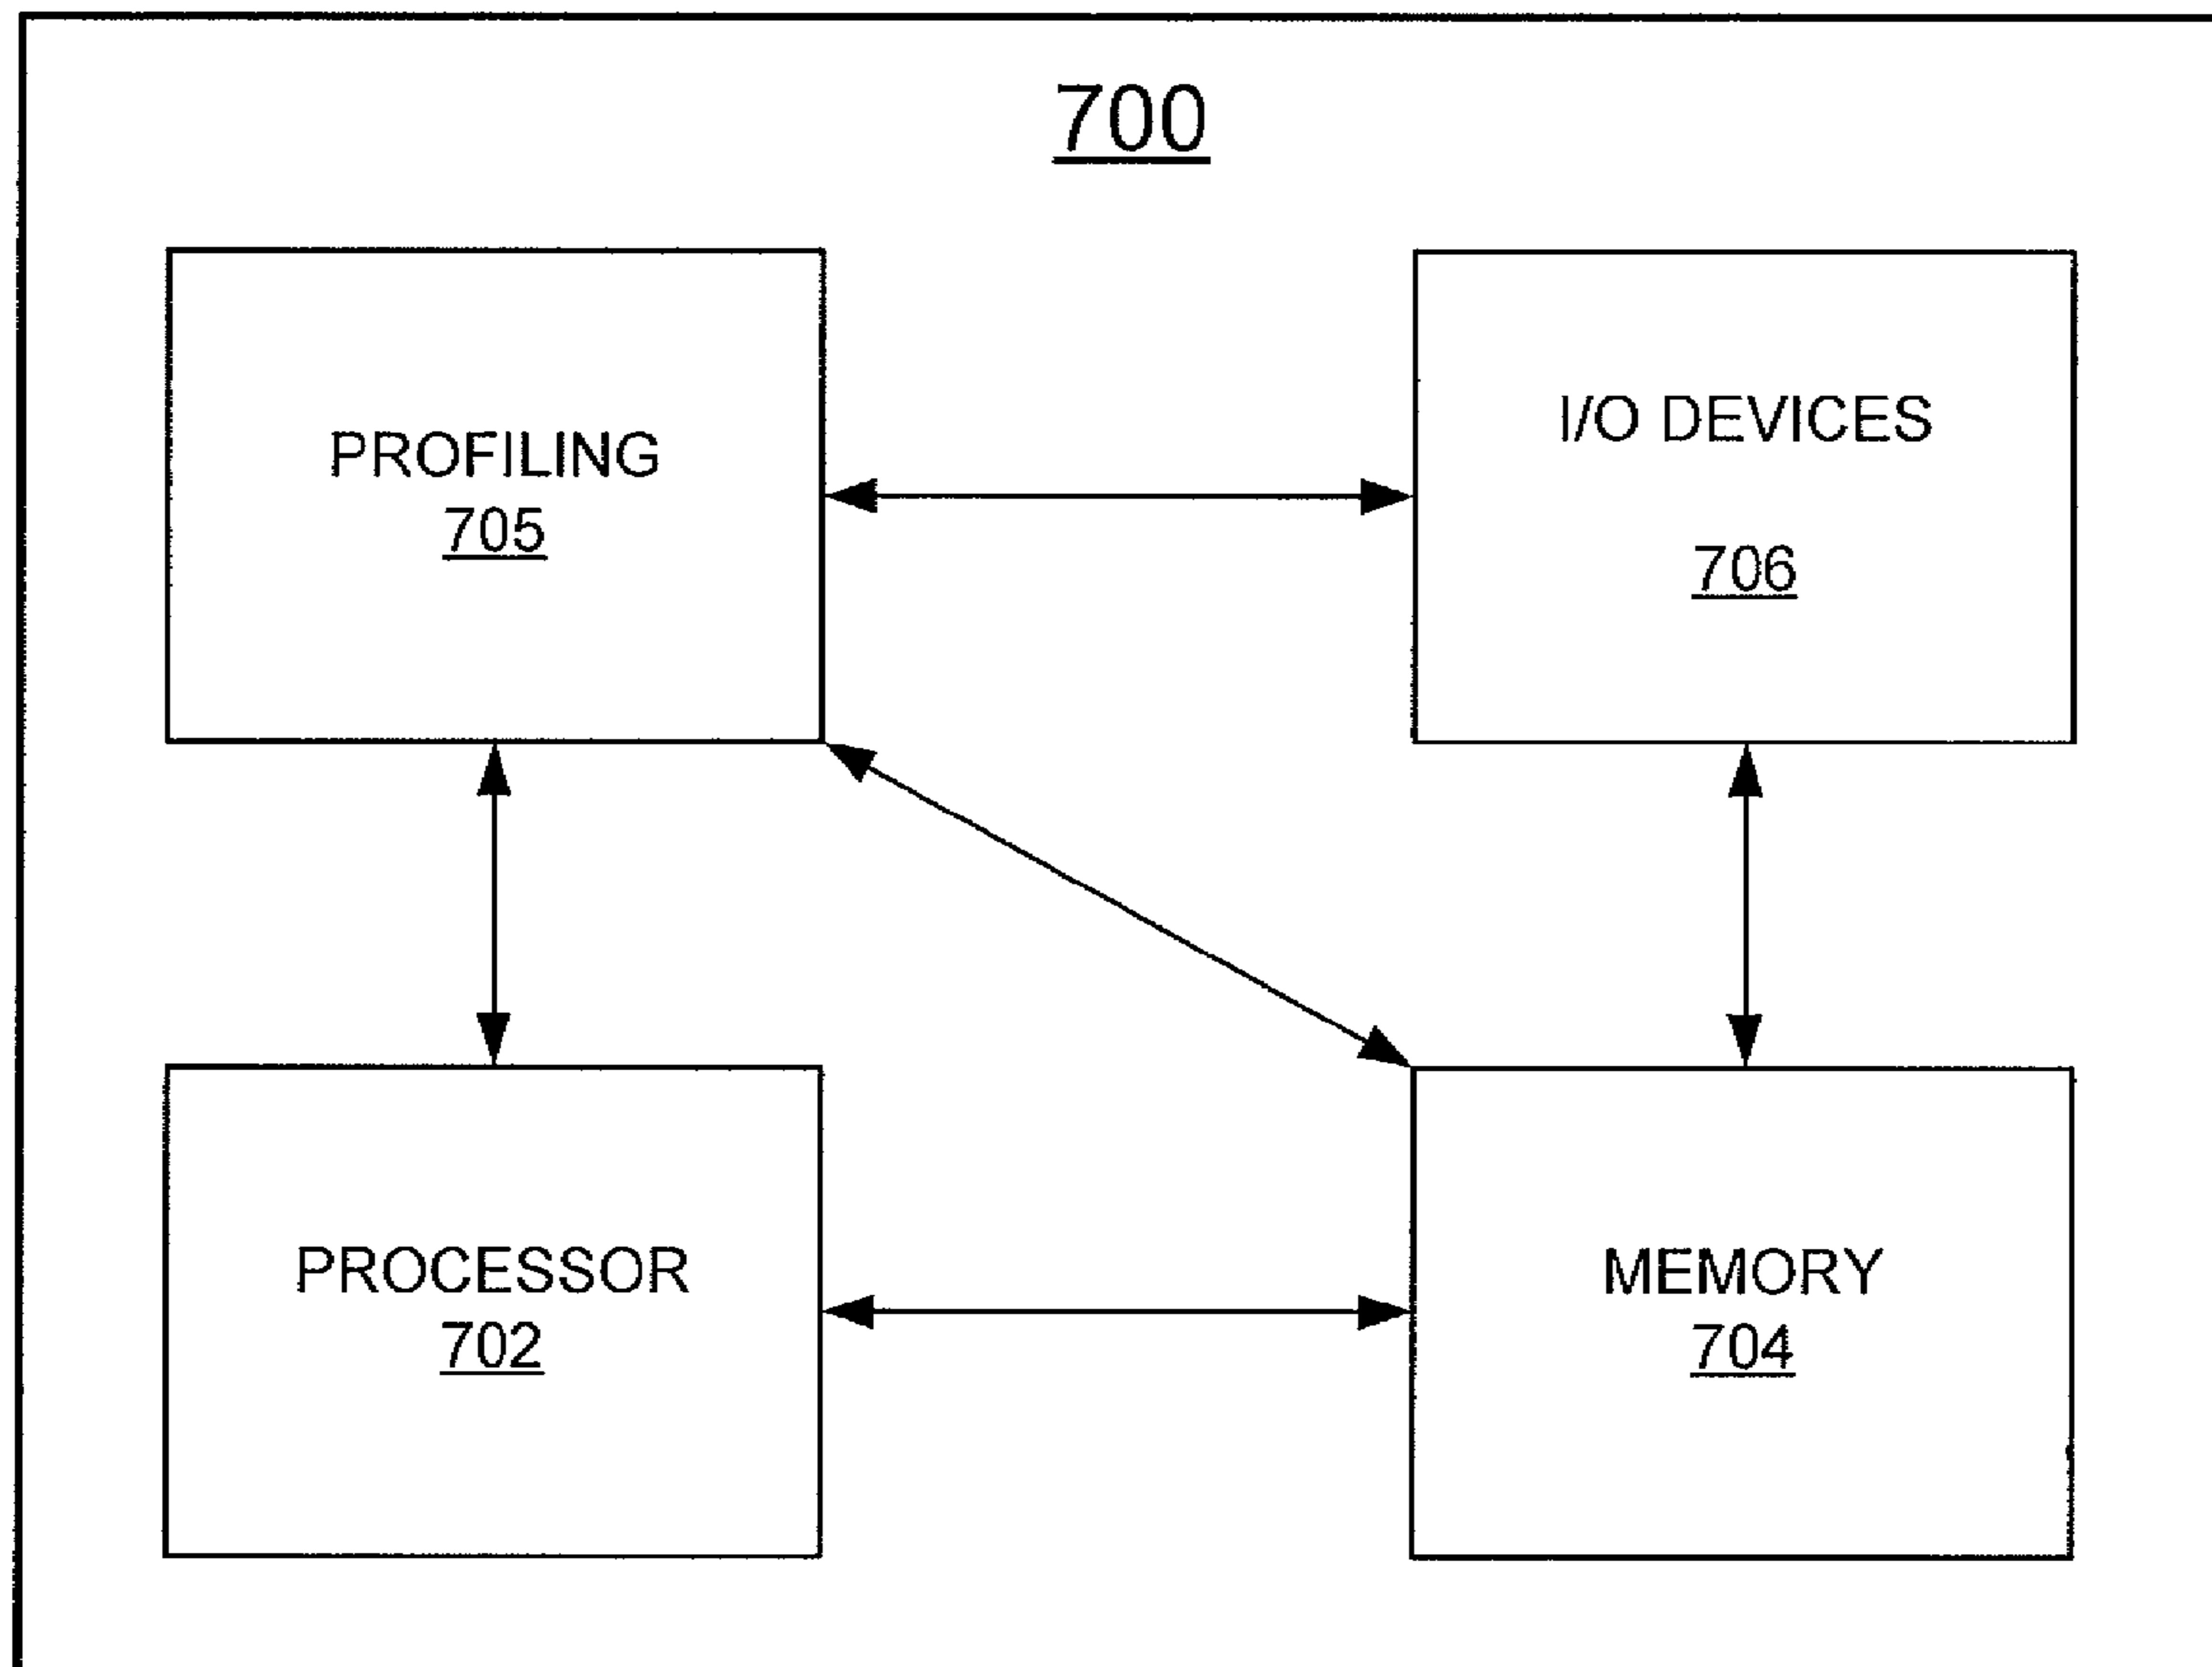 700
PROFILING
705
I/O DEVICES
706
PROCESSOR
702
MEMORY
704